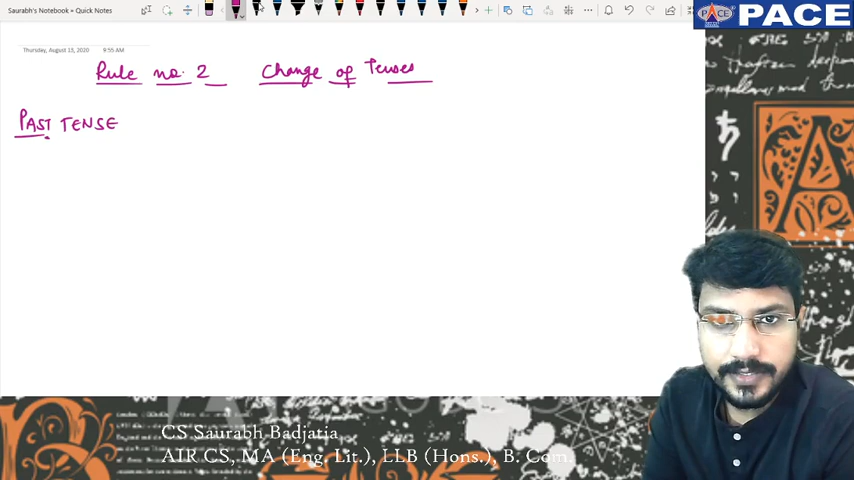 Saurabh's Notebook » Quick Notes
PACE
Thursday, August 13, 2020 9:55 AM
Rule no. 2 Change of Tenses
PAST TENSE
CS Saurabh Badjatia
AIR CS, MA (Eng. Lit.), LLB (Hons.), B. Com.